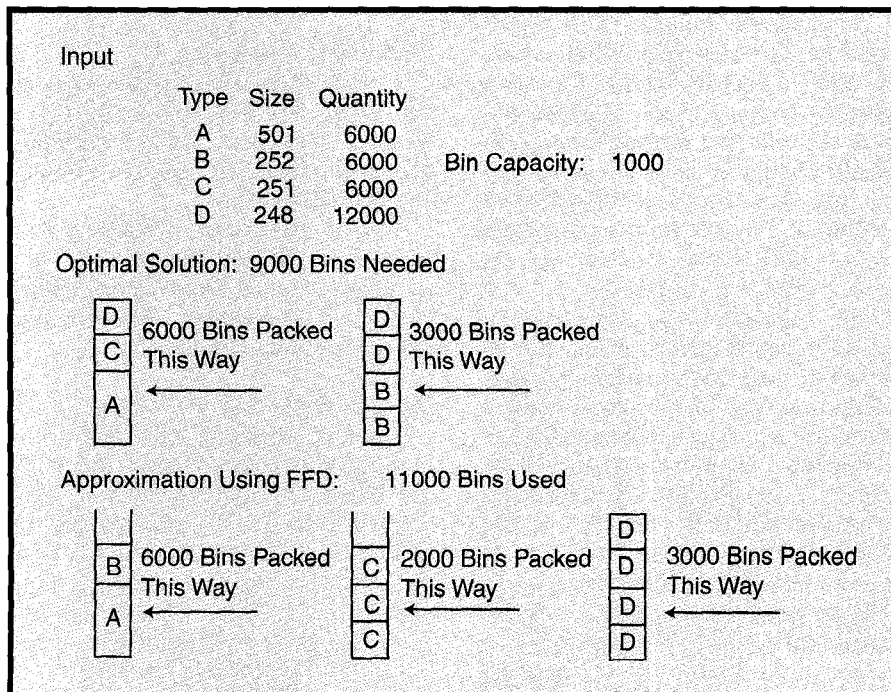 Input
Type Size Quantity
A 501 6000
B 252 6000
C 251 6000
D 248 12000
Bin Capacity: 1000
Optimal Solution: 9000 Bins Needed
D
C
A
6000 Bins Packed
This Way
D
D
B
B
3000 Bins Packed
This Way
Approximation Using FFD: 11000 Bins Used
B
A
6000 Bins Packed
This Way
C
C
C
2000 Bins Packed
This Way
D
D
D
D
3000 Bins Packed
This Way